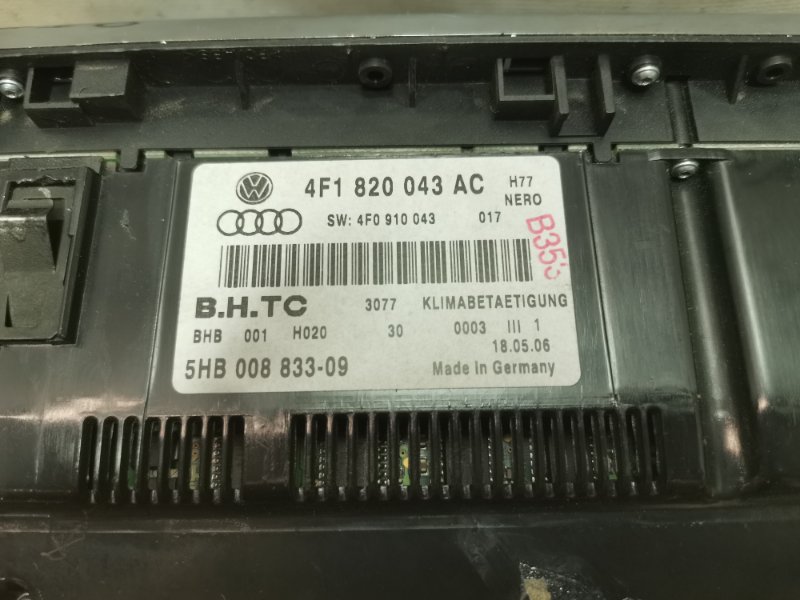 4F1 820 043 AC H77
NERO
SW: 4F0 910 043 017
B353
B.H.TC 3077 KLIMABETAETIGUNG
BHB 001 H020 30 0003 III 1
18.05.06
5HB 008 833-09 Made in Germany